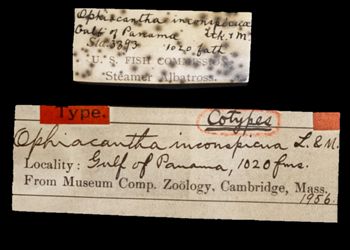 Ophiacantha inconspicua
Gulf of Panama Ltk & M
Sta. 3393 1020 fath
U. S. FISH COMMISSION
Steamer Albatross.
Type. Cotypes
Ophiacantha inconspicua L. & M.
Locality: Gulf of Panama, 1020 fms.
From Museum Comp. Zoölogy, Cambridge, Mass.
1956.